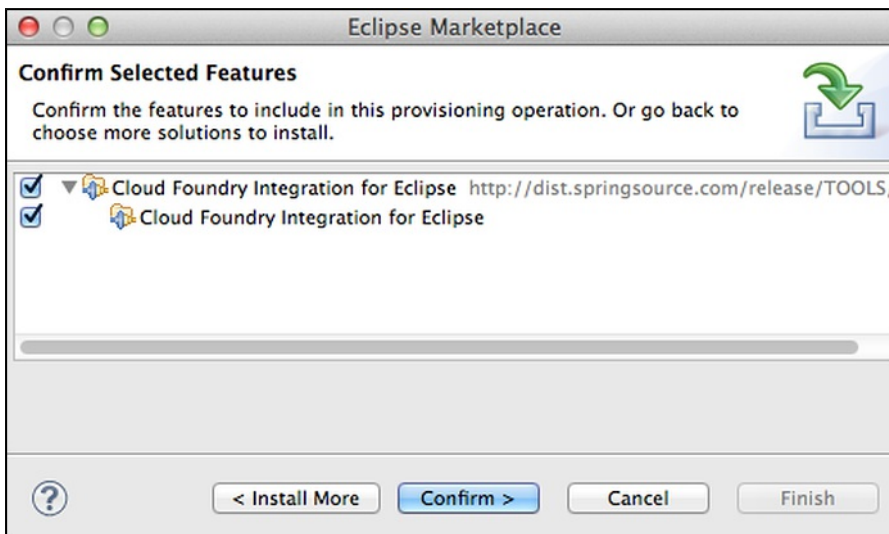 Eclipse Marketplace
Confirm Selected Features
Confirm the features to include in this provisioning operation. Or go back to
choose more solutions to install.
Cloud Foundry Integration for Eclipse http://dist.springsource.com/release/TOOLS/
Cloud Foundry Integration for Eclipse
?
< Install More
Confirm >
Cancel
Finish